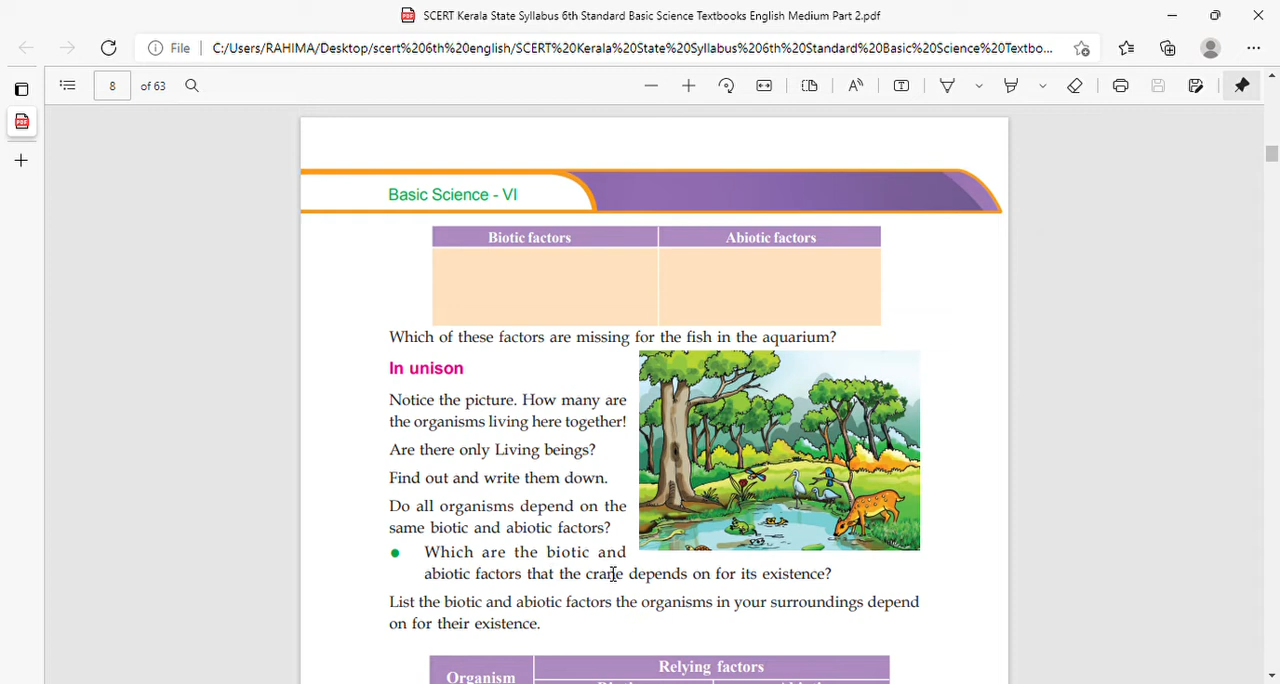 SCERT Kerala State Syllabus 6th Standard Basic Science Textbooks English Medium Part 2.pdf
File C:/Users/RAHIMA/Desktop/scert%206th%20english/SCERT%20Kerala%20State%20Syllabus%206th%20Standard%20Basic%20Science%20Textbo...
8 of 63
Basic Science - VI
Biotic factors Abiotic factors
Which of these factors are missing for the fish in the aquarium?
In unison
Notice the picture. How many are
the organisms living here together!
Are there only Living beings?
Find out and write them down.
Do all organisms depend on the
same biotic and abiotic factors?
• Which are the biotic and
abiotic factors that the crane depends on for its existence?
List the biotic and abiotic factors the organisms in your surroundings depend
on for their existence.
Relying factors
Organism